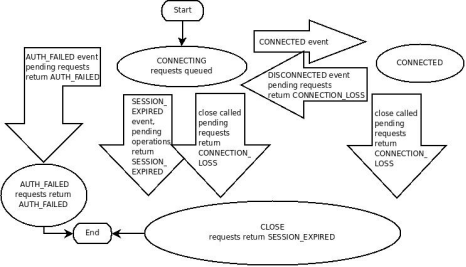 Start
CONNECTED event
AUTH_FAILED event
pending requests
return AUTH_FAILED
CONNECTING
requests queued
CONNECTED
DISCONNECTED event
pending requests
return CONNECTION_LOSS
SESSION_
EXPIRED
event,
pending
operations
return
SESSION_
EXPIRED
close called
pending
requests
return
CONNECTION_
LOSS
close called
pending
requests
return
CONNECTION_
LOSS
AUTH_FAILED
requests return
AUTH_FAILED
End
CLOSE
requests return SESSION_EXPIRED